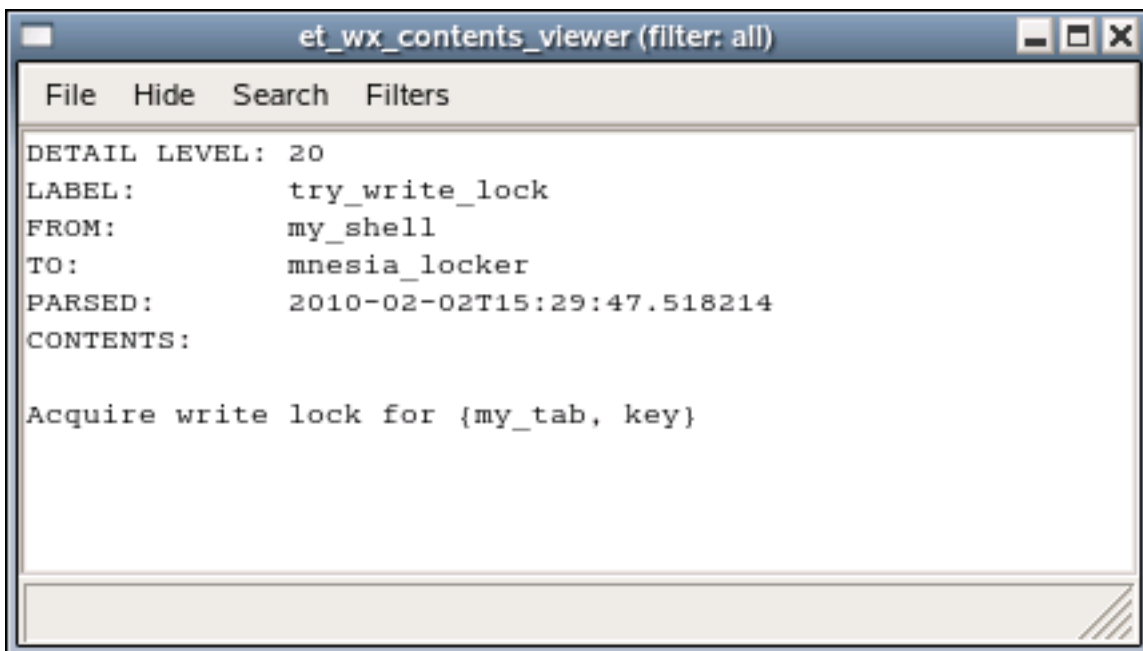 et_wx_contents_viewer (filter: all)
File Hide Search Filters
DETAIL LEVEL: 20
LABEL: try_write_lock
FROM: my_shell
TO: mnesia_locker
PARSED: 2010-02-02T15:29:47.518214
CONTENTS:
Acquire write lock for {my_tab, key}